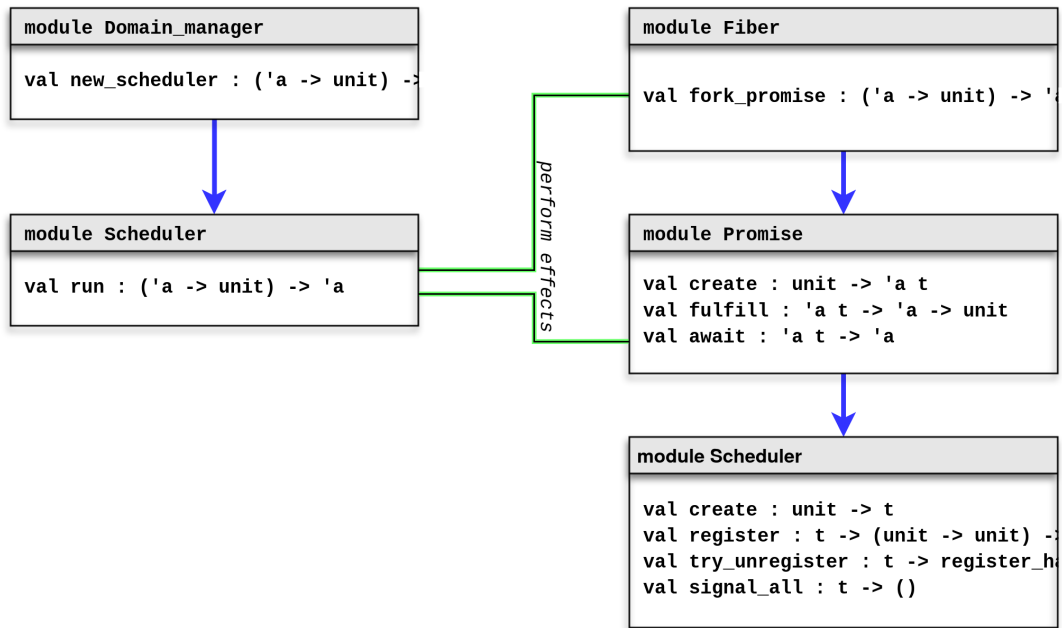 module Domain_manager
val new_scheduler : ('a -> unit) ->
module Scheduler
val run : ('a -> unit) -> 'a
perform effects
module Fiber
val fork_promise : ('a -> unit) -> 'a
module Promise
val create : unit -> 'a t
val fulfill : 'a t -> 'a -> unit
val await : 'a t -> 'a
module Scheduler
val create : unit -> t
val register : t -> (unit -> unit) ->
val try_unregister : t -> register_ha
val signal_all : t -> ()